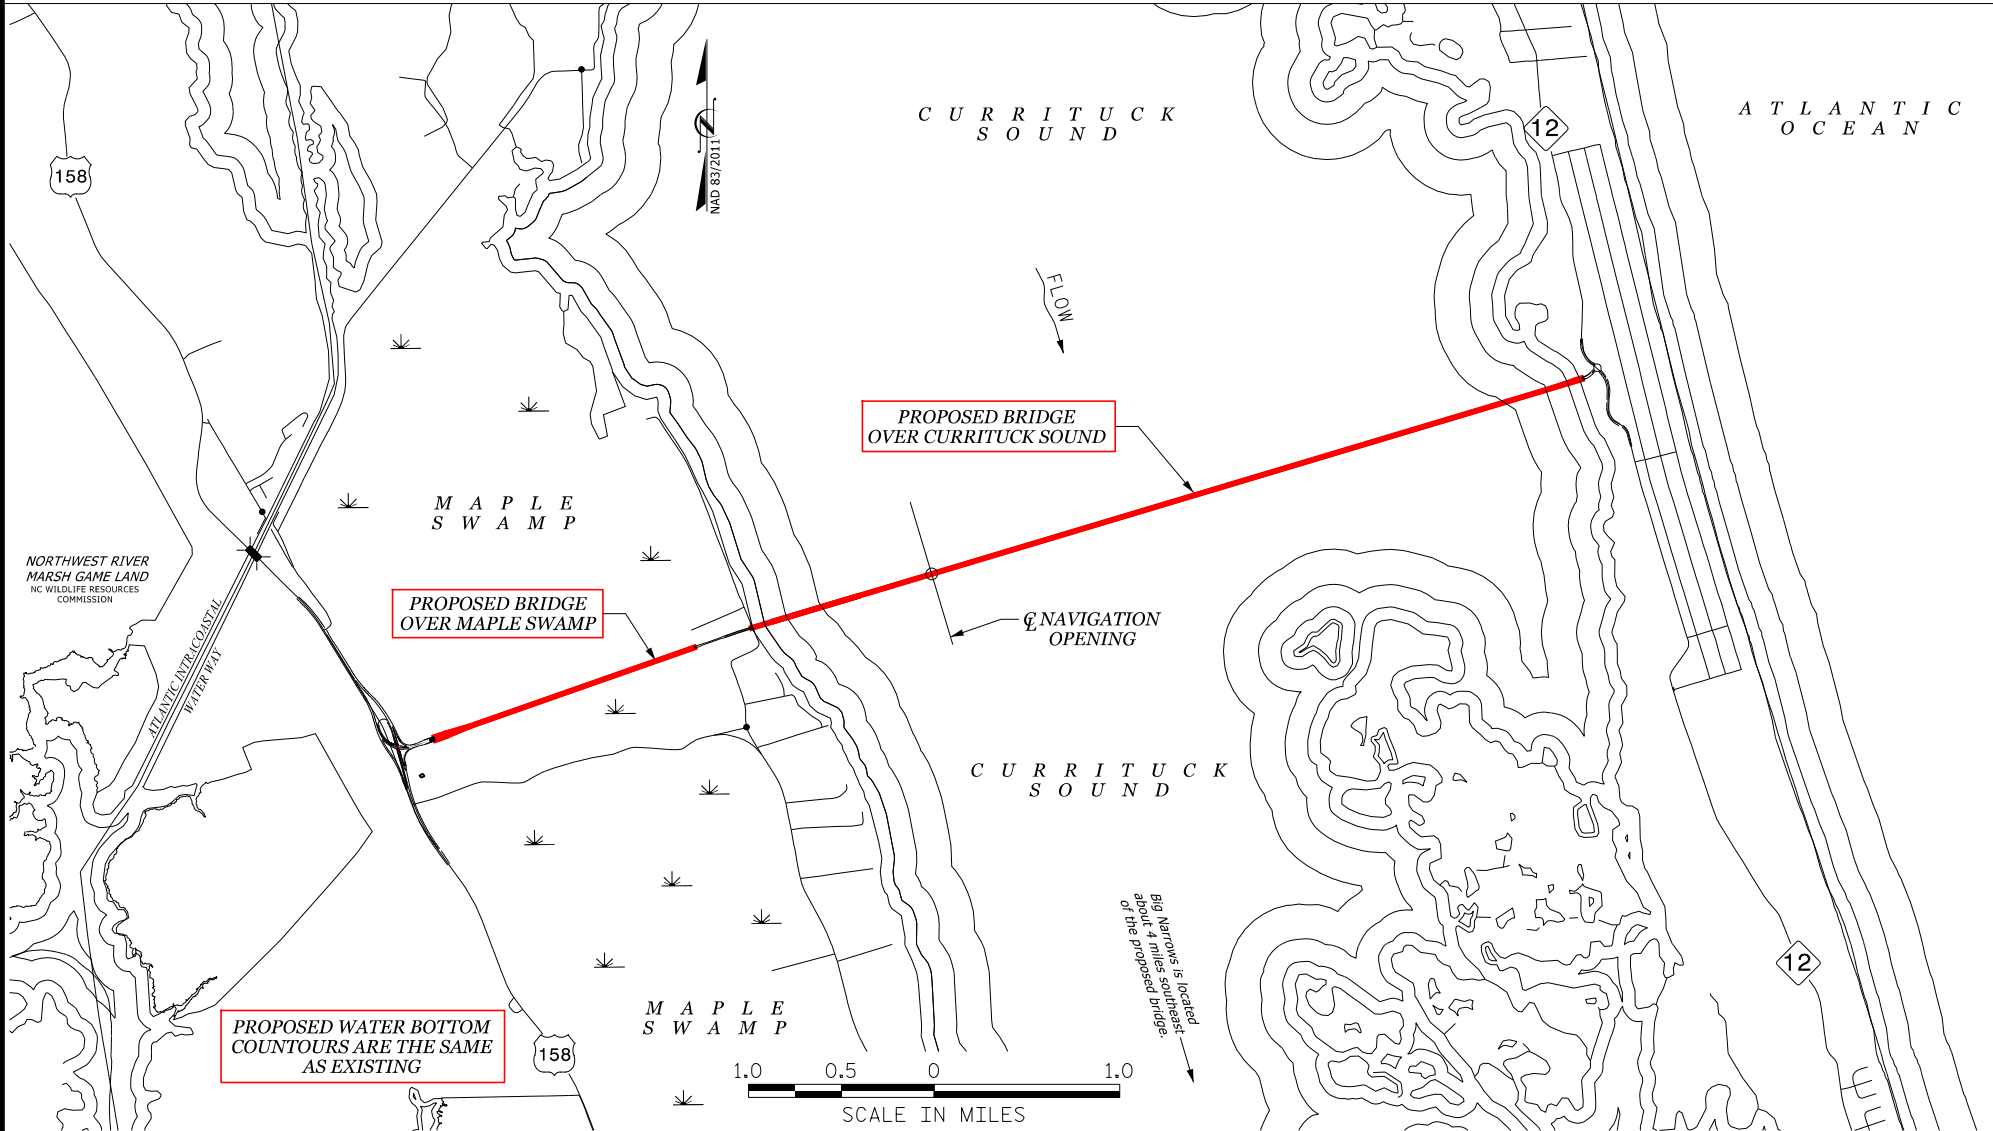 C U R R I T U C K
S O U N D
A T L A N T I C
O C E A N
12
158
NAD 83/2011
FLOW
PROPOSED BRIDGE
OVER CURRITUCK SOUND
M A P L E
S W A M P
NORTHWEST RIVER
MARSH GAME LAND
NC WILDLIFE RESOURCES
COMMISSION
PROPOSED BRIDGE
OVER MAPLE SWAMP
ATLANTIC INTRACOASTAL
WATER WAY
℄ NAVIGATION
OPENING
C U R R I T U C K
S O U N D
Big Narrows is located
about 4 miles southeast
of the proposed bridge.
12
M A P L E
S W A M P
PROPOSED WATER BOTTOM
COUNTOURS ARE THE SAME
AS EXISTING
158
1.0 0.5 0 1.0
SCALE IN MILES